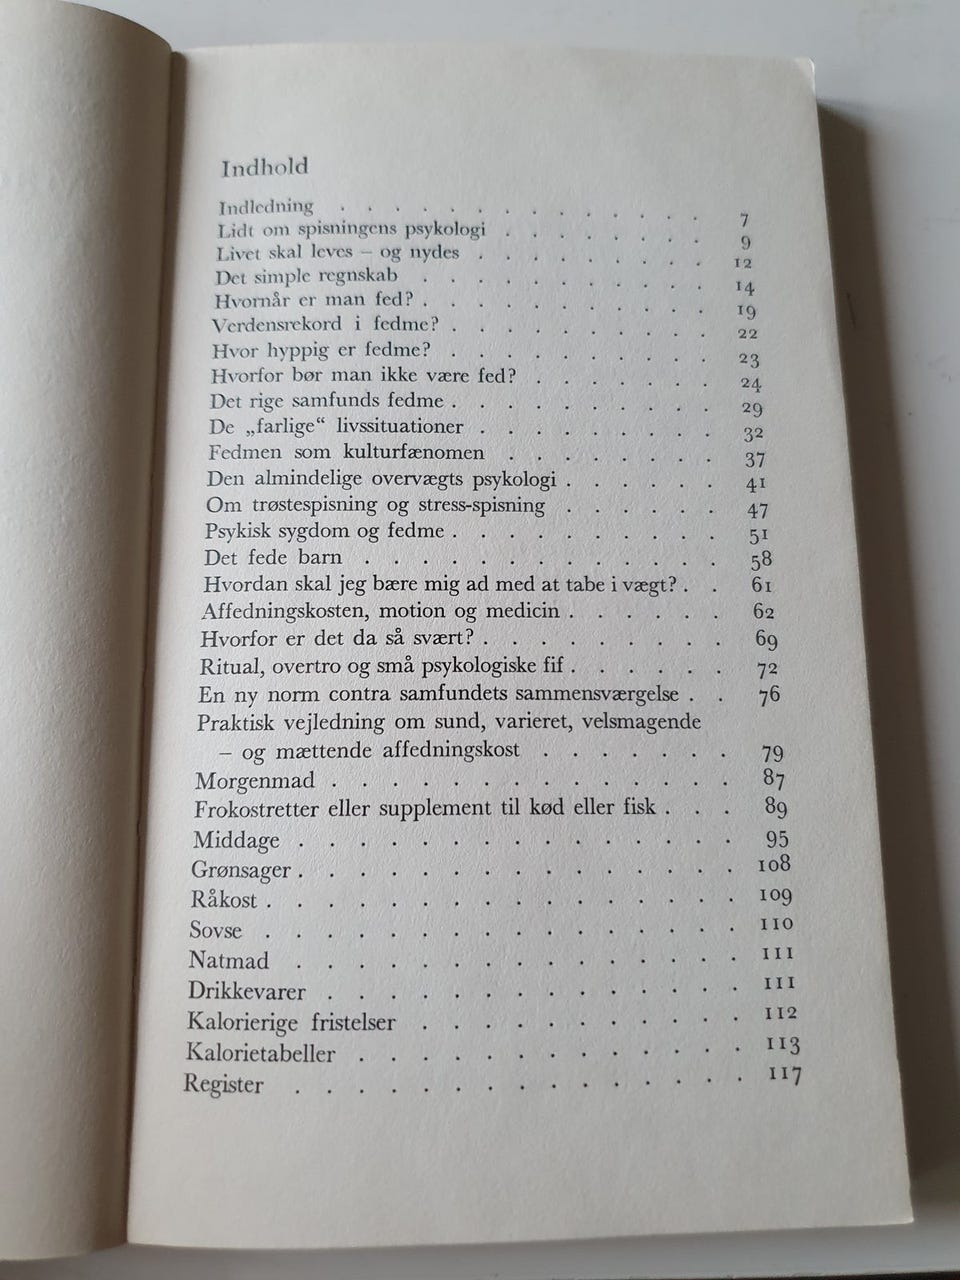 Indhold
Indledning . . . . . . . . . . . . . . 7
Lidt om spisningens psykologi . . . . . . . . 9
Livet skal leves – og nydes . . . . . . . . . 12
Det simple regnskab . . . . . . . . . . . 14
Hvornår er man fed? . . . . . . . . . . . 19
Verdensrekord i fedme? . . . . . . . . . . 22
Hvor hyppig er fedme? . . . . . . . . . . 23
Hvorfor bør man ikke være fed? . . . . . . . 24
Det rige samfunds fedme . . . . . . . . . . 29
De „farlige“ livssituationer . . . . . . . . . 32
Fedmen som kulturfænomen . . . . . . . . 37
Den almindelige overvægts psykologi . . . . . . 41
Om trøstespisning og stress-spisning . . . . . . 47
Psykisk sygdom og fedme . . . . . . . . . . 51
Det fede barn . . . . . . . . . . . . . 58
Hvordan skal jeg bære mig ad med at tabe i vægt? . . 61
Affedningskosten, motion og medicin . . . . . . 62
Hvorfor er det da så svært? . . . . . . . . . 69
Ritual, overtro og små psykologiske fif . . . . . . 72
En ny norm contra samfundets sammensværgelse . . 76
Praktisk vejledning om sund, varieret, velsmagende
– og mættende affedningskost . . . . . . . 79
Morgenmad . . . . . . . . . . . . . . 87
Frokostretter eller supplement til kød eller fisk . . . 89
Middage . . . . . . . . . . . . . . . 95
Grønsager . . . . . . . . . . . . . . . 108
Råkost . . . . . . . . . . . . . . . . 109
Sovse . . . . . . . . . . . . . . . . 110
Natmad . . . . . . . . . . . . . . . 111
Drikkevarer . . . . . . . . . . . . . . 111
Kalorierige fristelser . . . . . . . . . . . 112
Kalorietabeller . . . . . . . . . . . . . 113
Register . . . . . . . . . . . . . . . 117